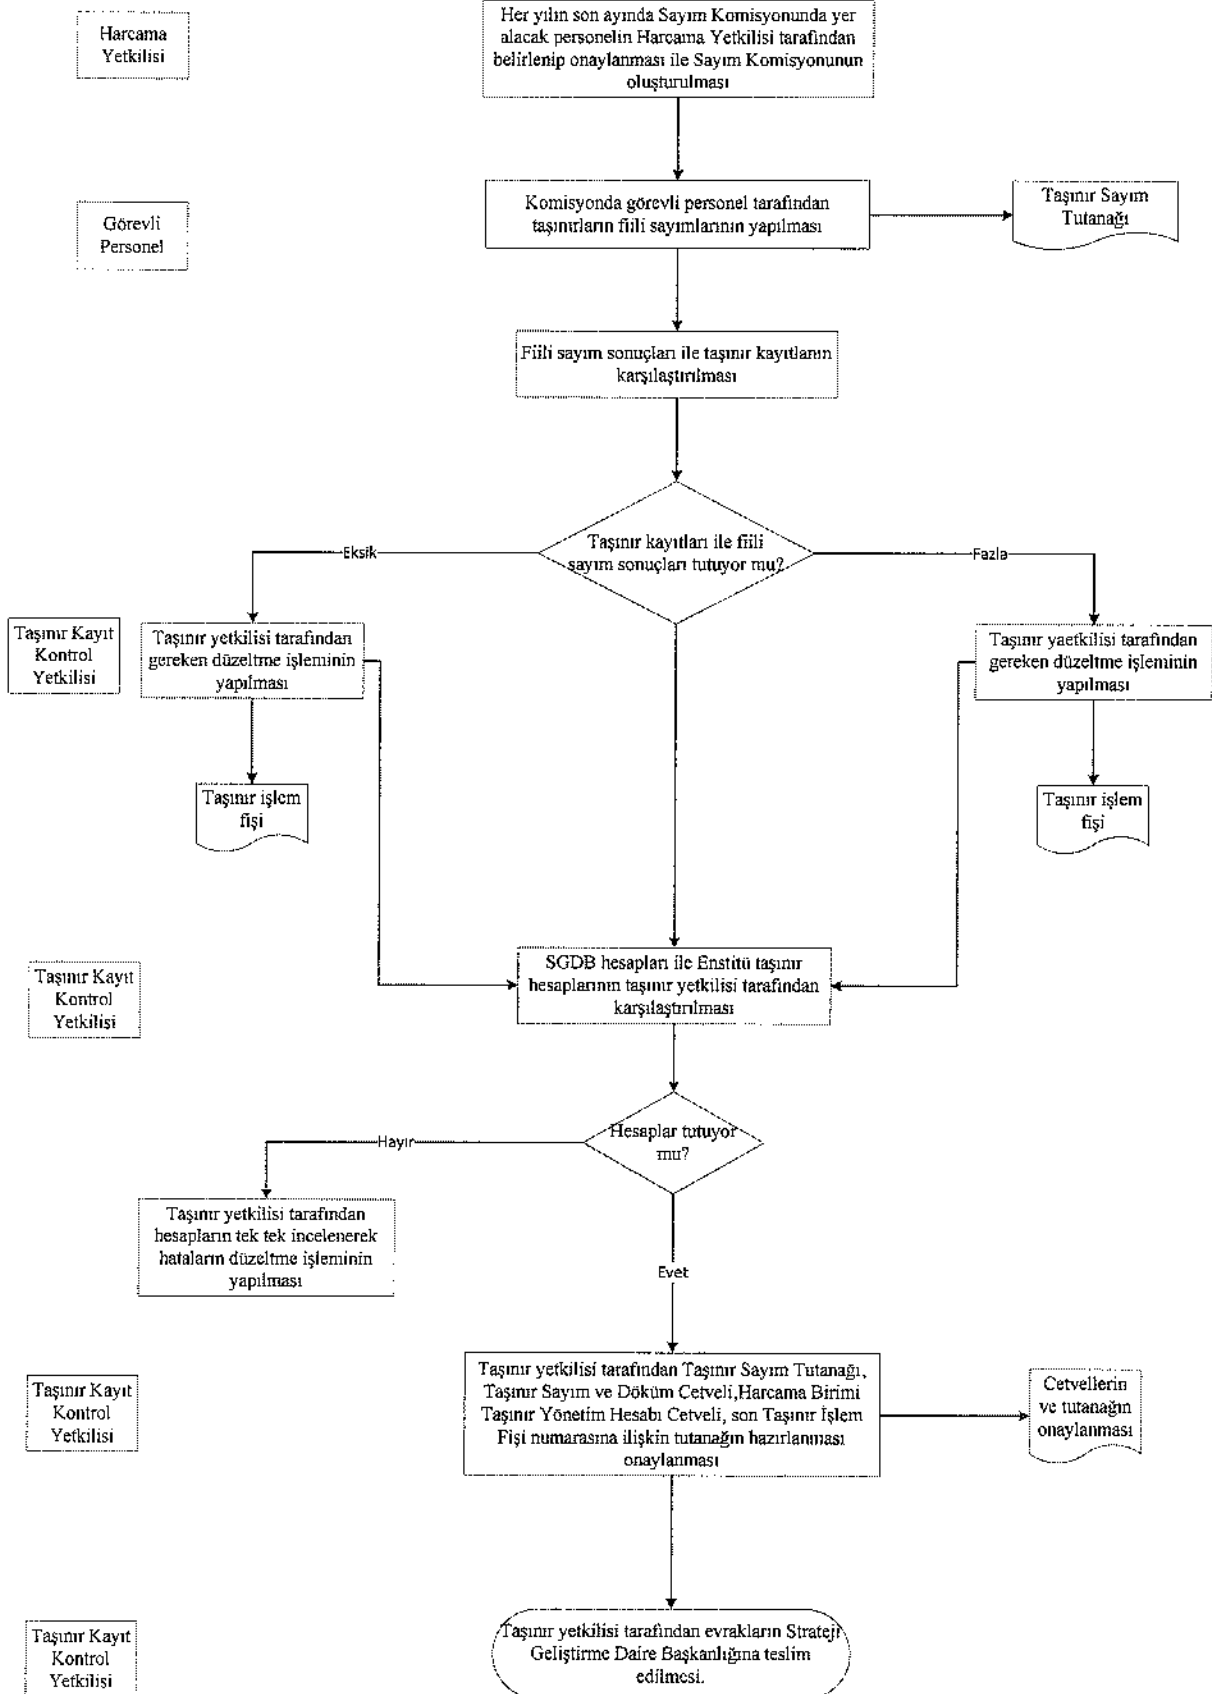 Harcama
Yetkilisi
Her yılın son ayında Sayım Komisyonunda yer
alacak personelin Harcama Yetkilisi tarafından
belirlenip onaylanması ile Sayım Komisyonunun
oluşturulması
Görevli
Personel
Komisyonda görevli personel tarafından
taşınırların fiili sayımlarının yapılması
Taşınır Sayım
Tutanağı
Fiili sayım sonuçları ile taşınır kayıtların
karşılaştırılması
Taşınır kayıtları ile fiili
sayım sonuçları tutuyor mu?
Eksik
Fazla
Taşınır Kayıt
Kontrol
Yetkilisi
Taşınır yetkilisi tarafından
gereken düzeltme işleminin
yapılması
Taşınır yaetkilisi tarafından
gereken düzeltme işleminin
yapılması
Taşınır işlem
fişi
Taşınır işlem
fişi
Taşınır Kayıt
Kontrol
Yetkilisi
SGDB hesapları ile Enstitü taşınır
hesaplarının taşınır yetkilisi tarafından
karşılaştırılması
Hesaplar tutuyor
mu?
Hayır
Taşınır yetkilisi tarafından
hesapların tek tek incelenerek
hataların düzeltme işleminin
yapılması
Evet
Taşınır Kayıt
Kontrol
Yetkilisi
Taşınır yetkilisi tarafından Taşınır Sayım Tutanağı,
Taşınır Sayım ve Döküm Cetveli,Harcama Birimi
Taşınır Yönetim Hesabı Cetveli, son Taşınır İşlem
Fişi numarasına ilişkin tutanağın hazırlanması
onaylanması
Cetvellerin
ve tutanağın
onaylanması
Taşınır Kayıt
Kontrol
Yetkilisi
Taşınır yetkilisi tarafından evrakların Strateji
Geliştirme Daire Başkanlığına teslim
edilmesi.